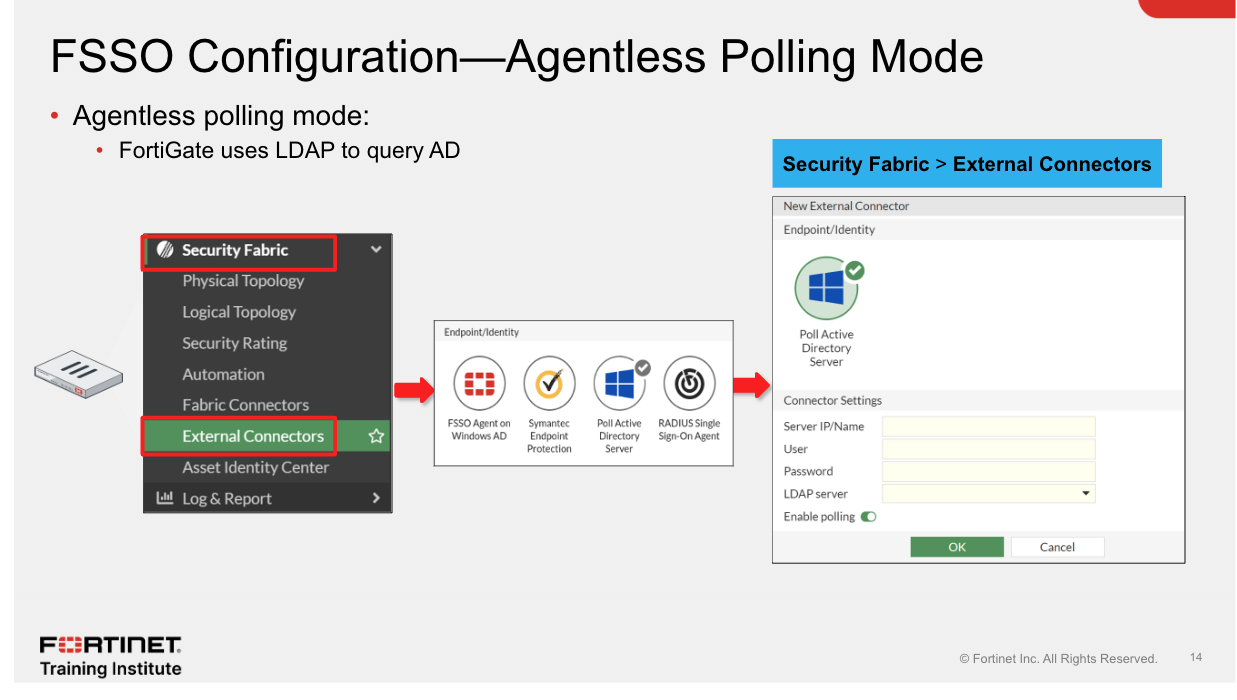 FSSO Configuration—Agentless Polling Mode
• Agentless polling mode:
• FortiGate uses LDAP to query AD
Security Fabric > External Connectors
Security Fabric
Physical Topology
Logical Topology
Security Rating
Automation
Fabric Connectors
External Connectors
Asset Identity Center
Log & Report
Endpoint/Identity
FSSO Agent on
Windows AD
Symantec
Endpoint
Protection
Poll Active
Directory
Server
RADIUS Single
Sign-On Agent
New External Connector
Endpoint/Identity
Poll Active
Directory
Server
Connector Settings
Server IP/Name
User
Password
LDAP server
Enable polling
OK
Cancel
FORTINET
Training Institute
© Fortinet Inc. All Rights Reserved.
14